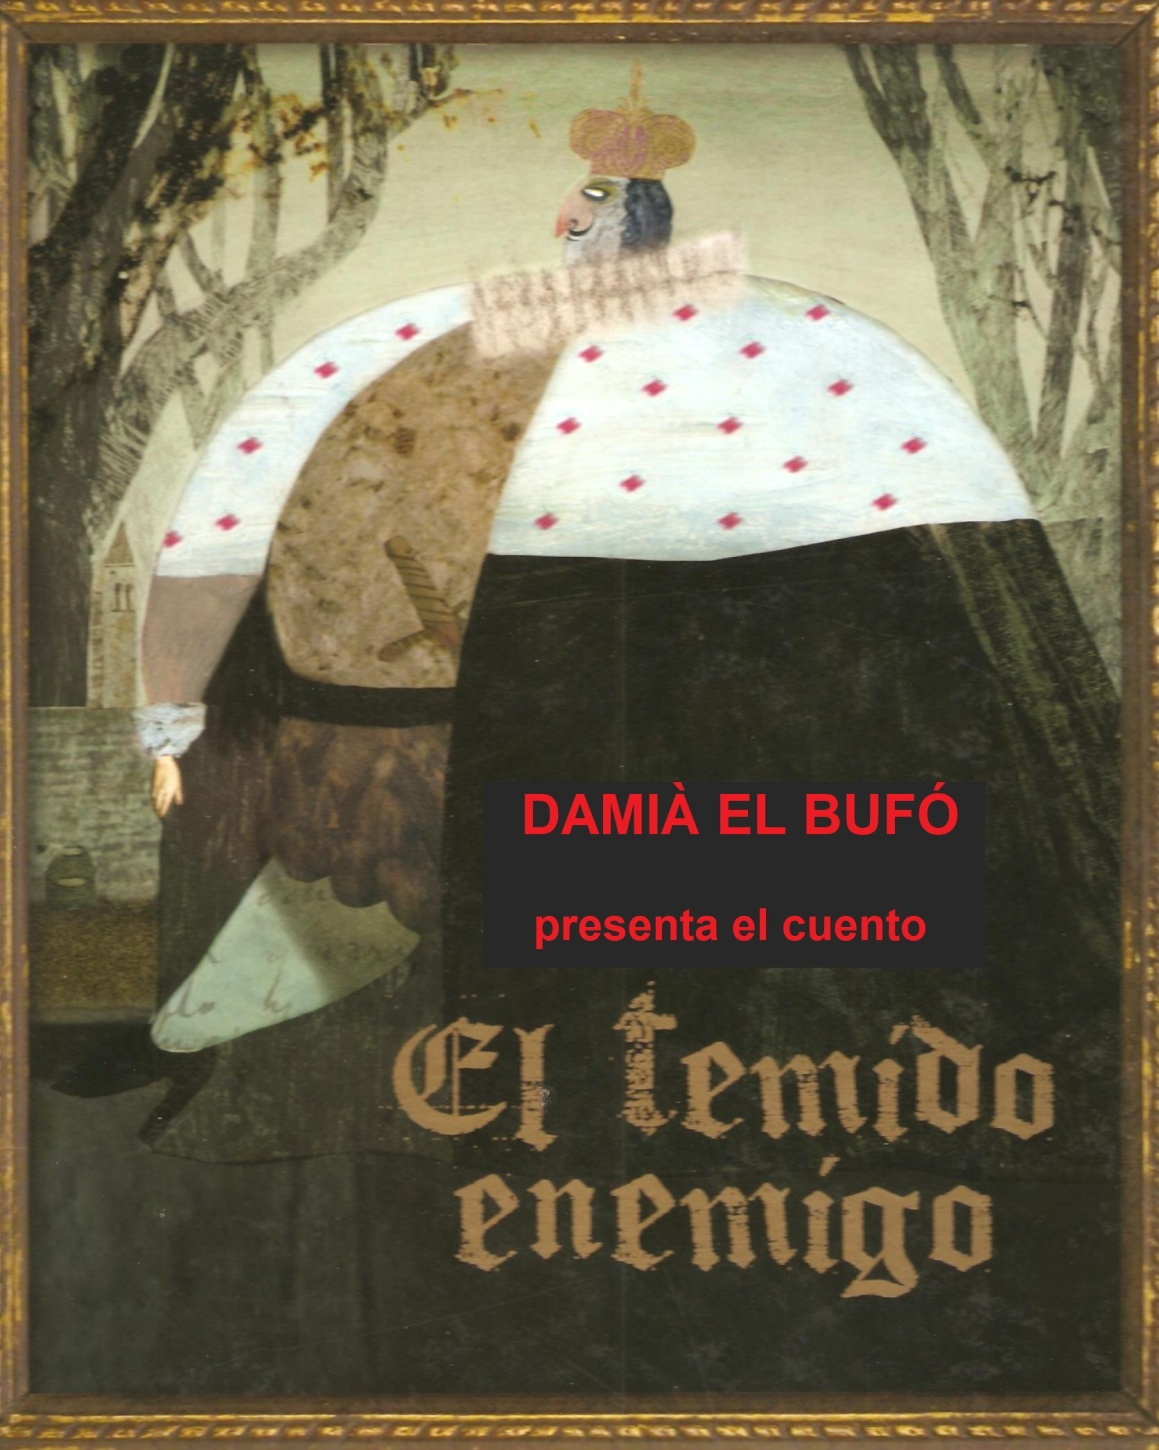 DAMIÀ EL BUFÓ
presenta el cuento
El temido
enemigo